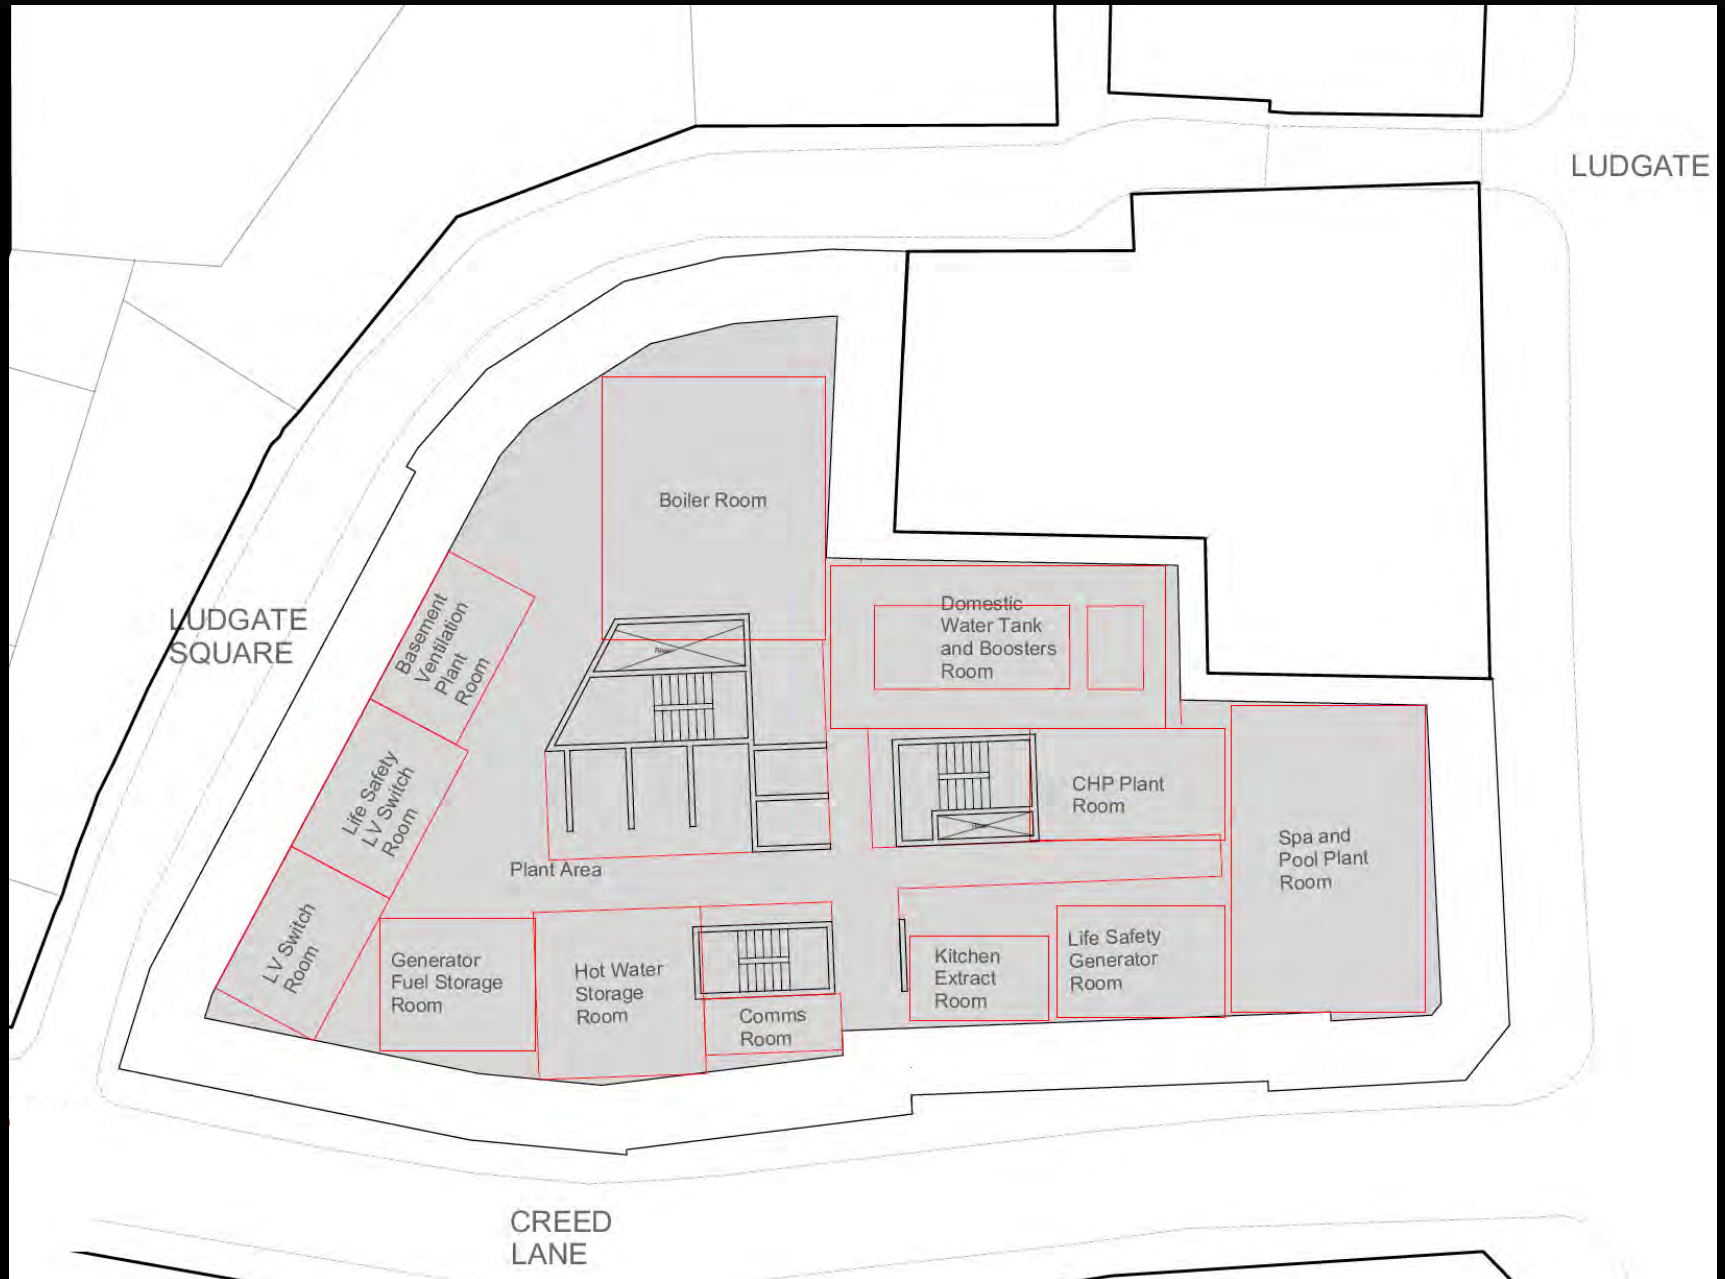 LUDGATE
Boiler Room
LUDGATE
SQUARE
Basement
Ventilation
Plant
Room
Domestic
Water Tank
and Boosters
Room
Life Safety
LV Switch
Room
CHP Plant
Room
Spa and
Pool Plant
Room
Plant Area
LV Switch
Room
Generator
Fuel Storage
Room
Hot Water
Storage
Room
Comms
Room
Kitchen
Extract
Room
Life Safety
Generator
Room
CREED
LANE